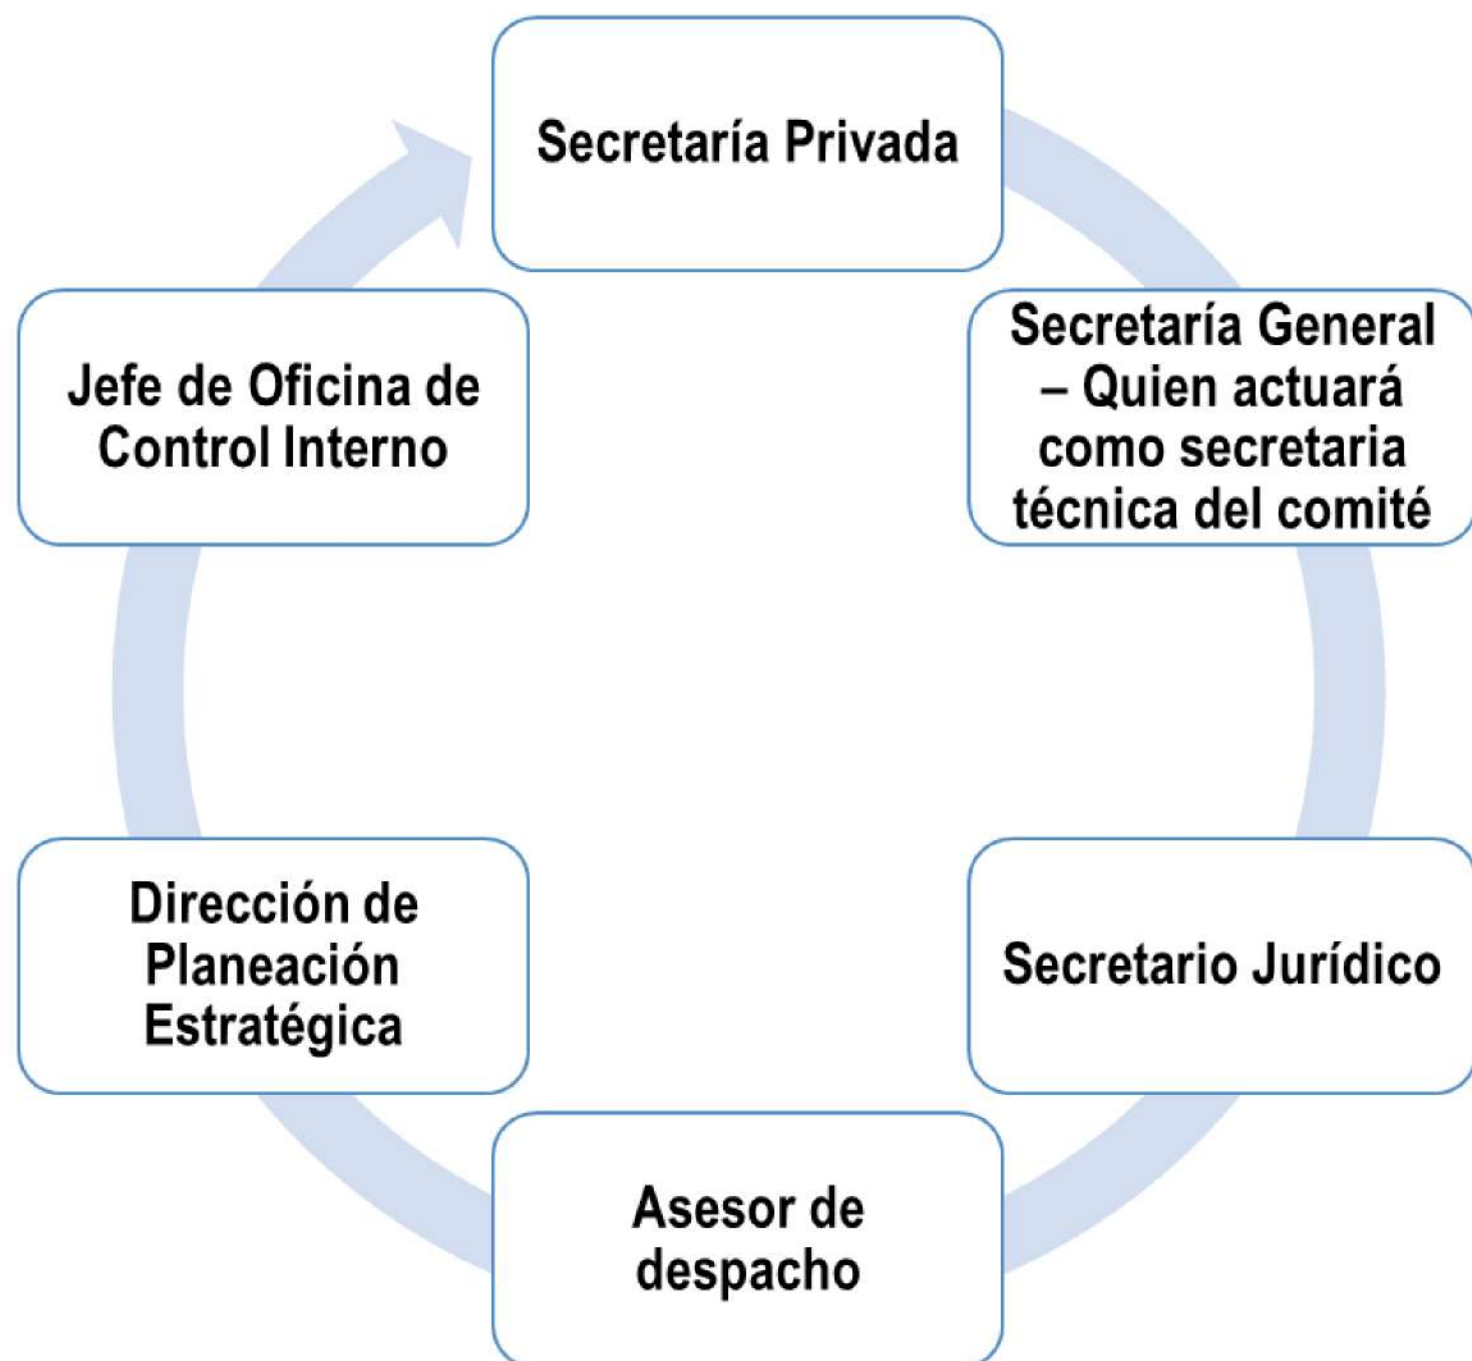 Secretaría Privada
Secretaría General
– Quien actuará
como secretaria
técnica del comité
Secretario Jurídico
Asesor de
despacho
Dirección de
Planeación
Estratégica
Jefe de Oficina de
Control Interno